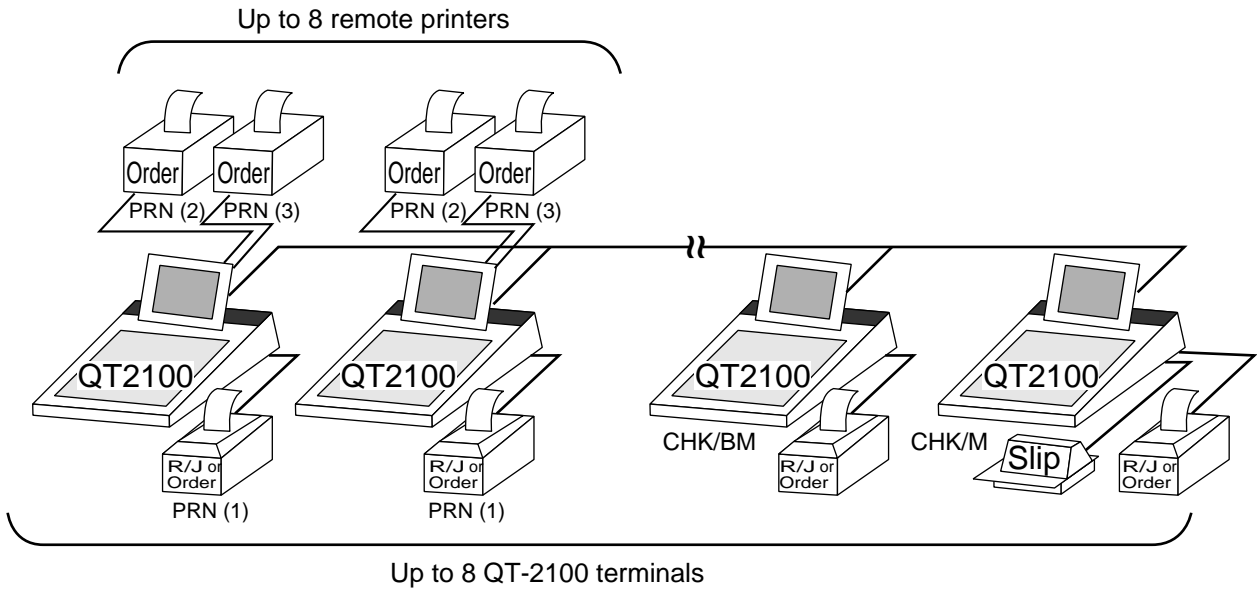 Up to 8 remote printers
Order
Order
Order
Order
PRN (2)
PRN (3)
PRN (2)
PRN (3)
QT2100
QT2100
QT2100
QT2100
CHK/BM
CHK/M
Slip
R/J or
Order
R/J or
Order
R/J or
Order
R/J or
Order
PRN (1)
PRN (1)
Up to 8 QT-2100 terminals